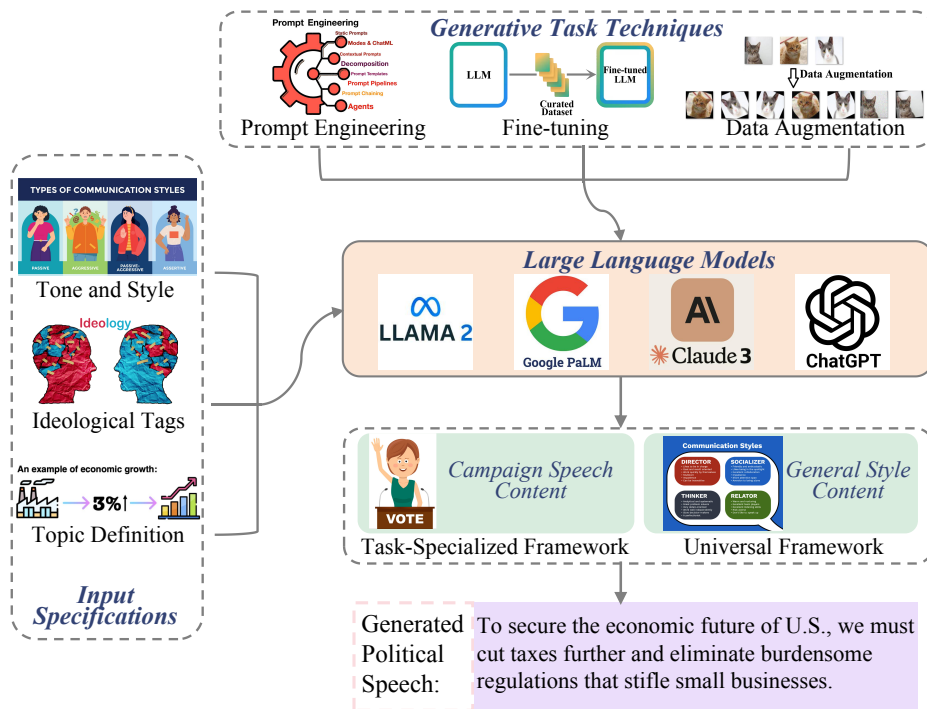 Generative Task Techniques
Prompt Engineering
Static Prompts
Modes & ChatML
Contextual Prompts
Decomposition
Prompt Templates
Prompt Pipelines
Prompt Chaining
Agents
Prompt Engineering
LLM
Curated
Dataset
Fine-tuned
LLM
Fine-tuning
Data Augmentation
Data Augmentation
TYPES OF COMMUNICATION STYLES
PASSIVE
AGGRESSIVE
PASSIVE-
AGGRESSIVE
ASSERTIVE
Tone and Style
Ideology
Ideological Tags
An example of economic growth:
3%↑
Topic Definition
Input
Specifications
Large Language Models
LLAMA 2
Google PaLM
Claude 3
ChatGPT
VOTE
Campaign Speech
Content
Task-Specialized Framework
Communication Styles
DIRECTOR
SOCIALIZER
THINKER
RELATOR
General Style
Content
Universal Framework
Generated
Political
Speech:
To secure the economic future of U.S., we must
cut taxes further and eliminate burdensome
regulations that stifle small businesses.